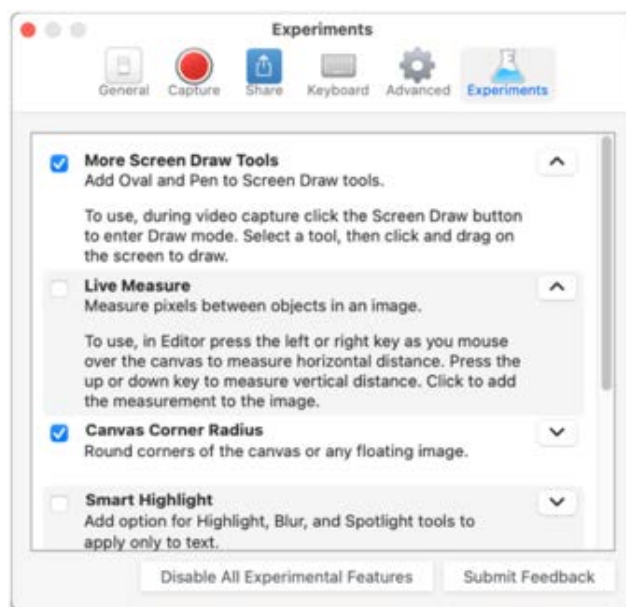 Experiments
General Capture Share Keyboard Advanced Experiments
More Screen Draw Tools
Add Oval and Pen to Screen Draw tools.
To use, during video capture click the Screen Draw button
to enter Draw mode. Select a tool, then click and drag on
the screen to draw.
Live Measure
Measure pixels between objects in an image.
To use, in Editor press the left or right key as you mouse
over the canvas to measure horizontal distance. Press the
up or down key to measure vertical distance. Click to add
the measurement to the image.
Canvas Corner Radius
Round corners of the canvas or any floating image.
Smart Highlight
Add option for Highlight, Blur, and Spotlight tools to
apply only to text.
Disable All Experimental Features Submit Feedback